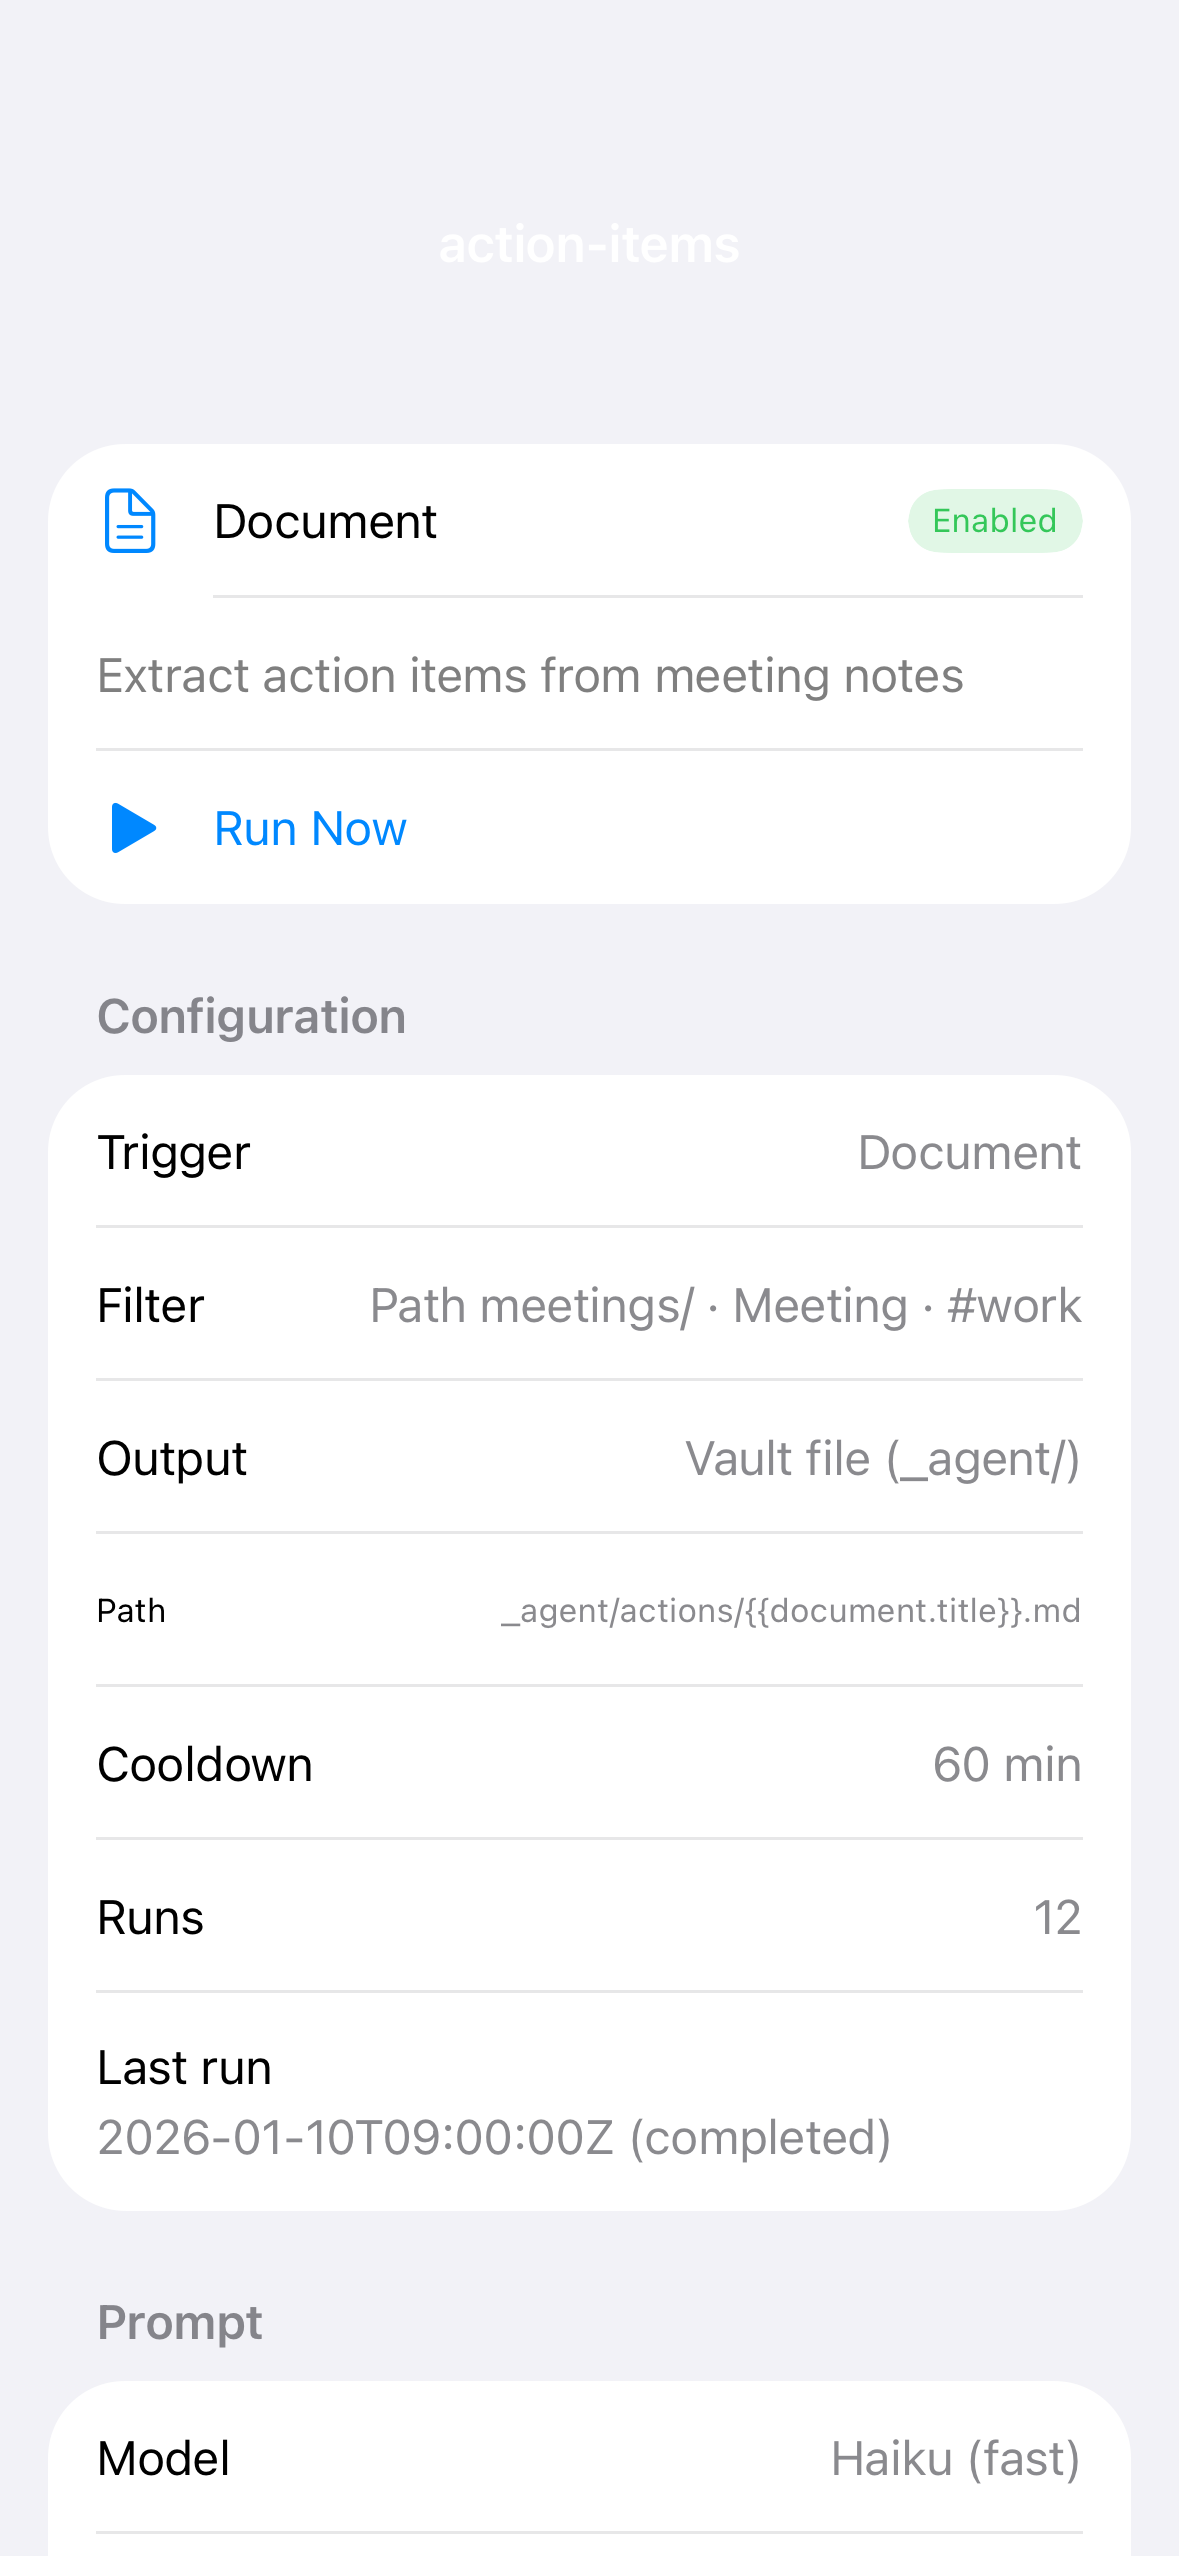 action-items
Document
Enabled
Extract action items from meeting notes
Run Now
Configuration
Trigger
Document
Filter
Path meetings/ · Meeting · #work
Output
Vault file (_agent/)
Path
_agent/actions/{{document.title}}.md
Cooldown
60 min
Runs
12
Last run
2026-01-10T09:00:00Z (completed)
Prompt
Model
Haiku (fast)